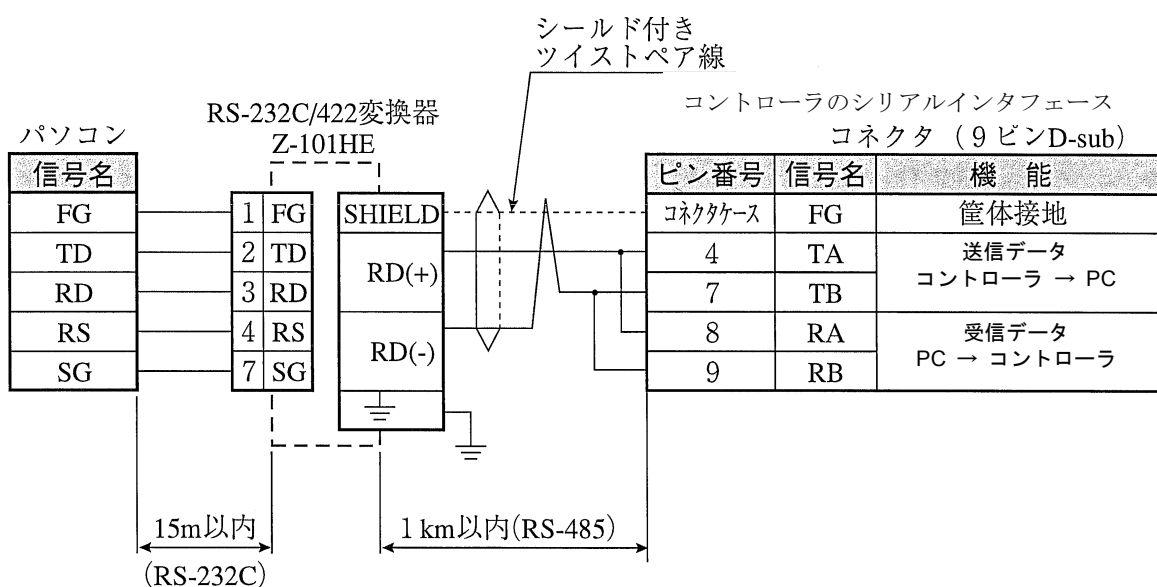 シールド付き
ツイストペア線
RS-232C/422変換器
Z-101HE
コントローラのシリアルインタフェース
コネクタ（9ピンD-sub）
パソコン
信号名
FG
TD
RD
RS
SG
1 FG
2 TD
3 RD
4 RS
7 SG
SHIELD
RD(+)
RD(-)
ピン番号 信号名 機 能
コネクタケース FG 筐体接地
4 TA 送信データ
コントローラ → PC
7 TB
8 RA 受信データ
PC → コントローラ
9 RB
15m以内
(RS-232C)
1 km以内(RS-485)